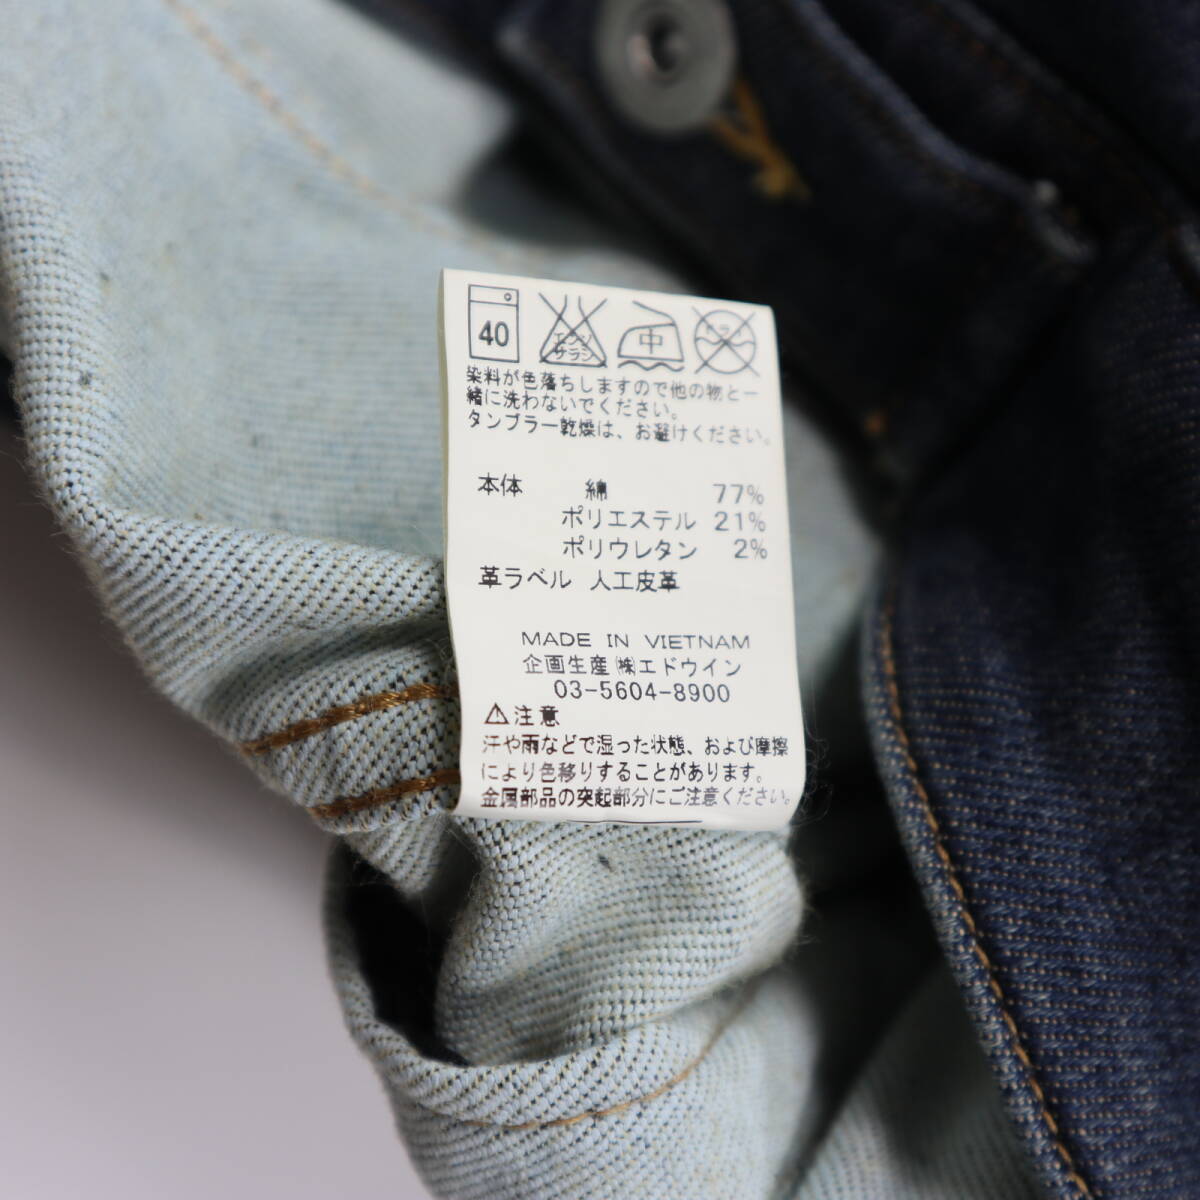 40
エンソ
サラシ
中
ドライ
染料が色落ちしますので他の物と一
緒に洗わないでください。
タンブラー乾燥は、お避けください。
本体 綿 77%
ポリエステル 21%
ポリウレタン 2%
革ラベル 人工皮革
MADE IN VIETNAM
企画生産㈱エドウイン
03-5604-8900
⚠注意
汗や雨などで湿った状態、および摩擦
により色移りすることがあります。
金属部品の突起部分にご注意ください。